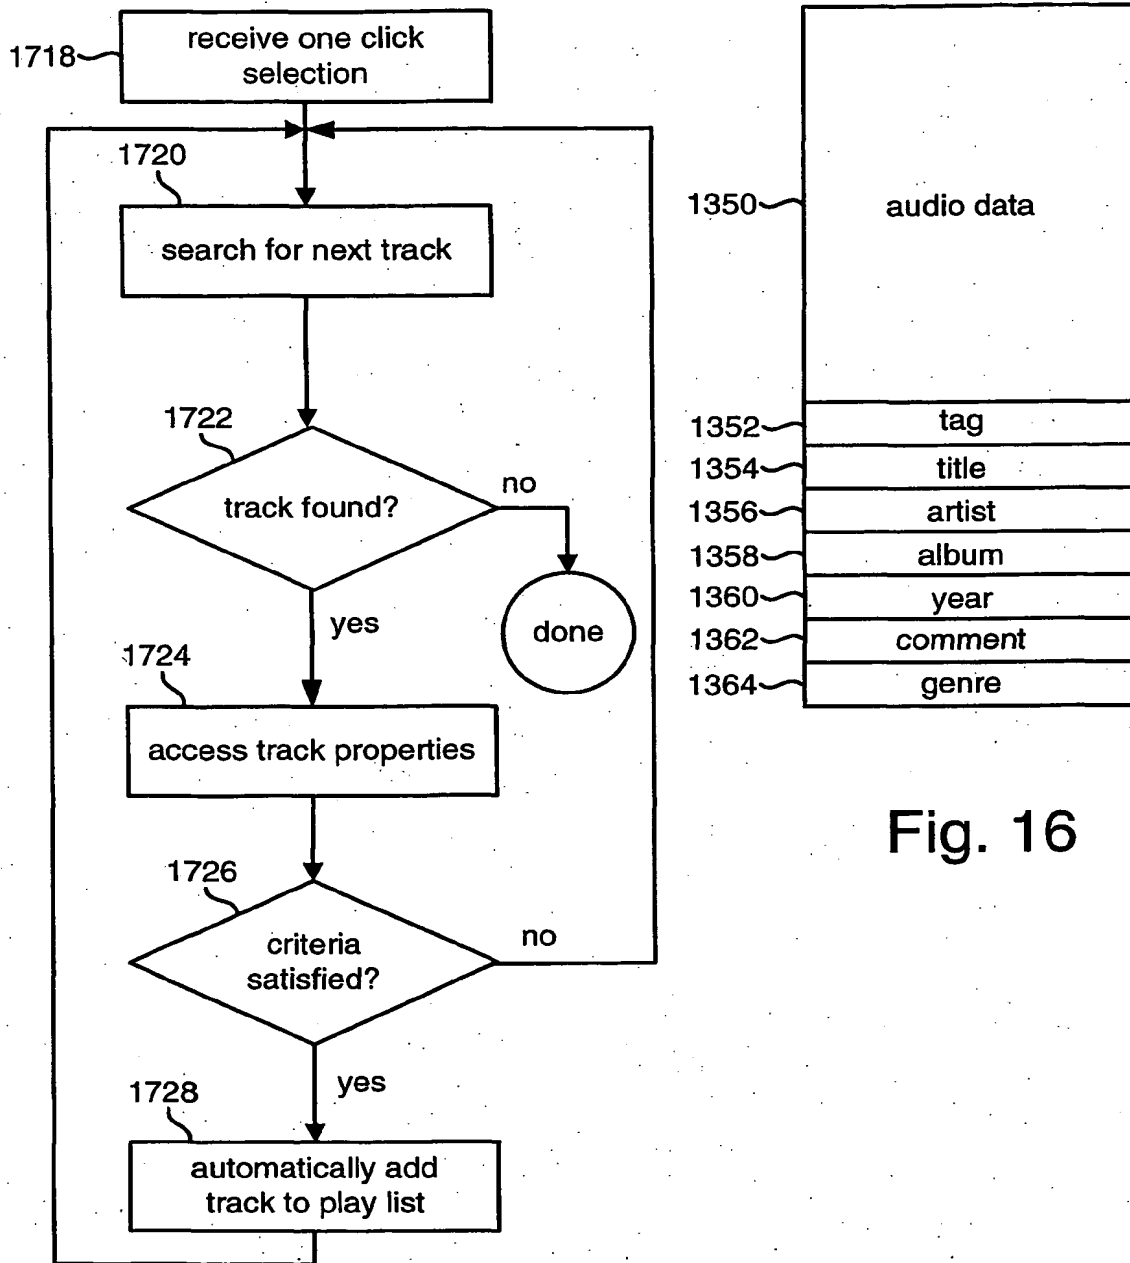 receive one click
selection
1718
1720
search for next track
1722
track found?
no
yes
done
1724
access track properties
1726
criteria
satisfied?
no
yes
1728
automatically add
track to play list
1350
audio data
1352
tag
1354
title
1356
artist
1358
album
1360
year
1362
comment
1364
genre
Fig. 16